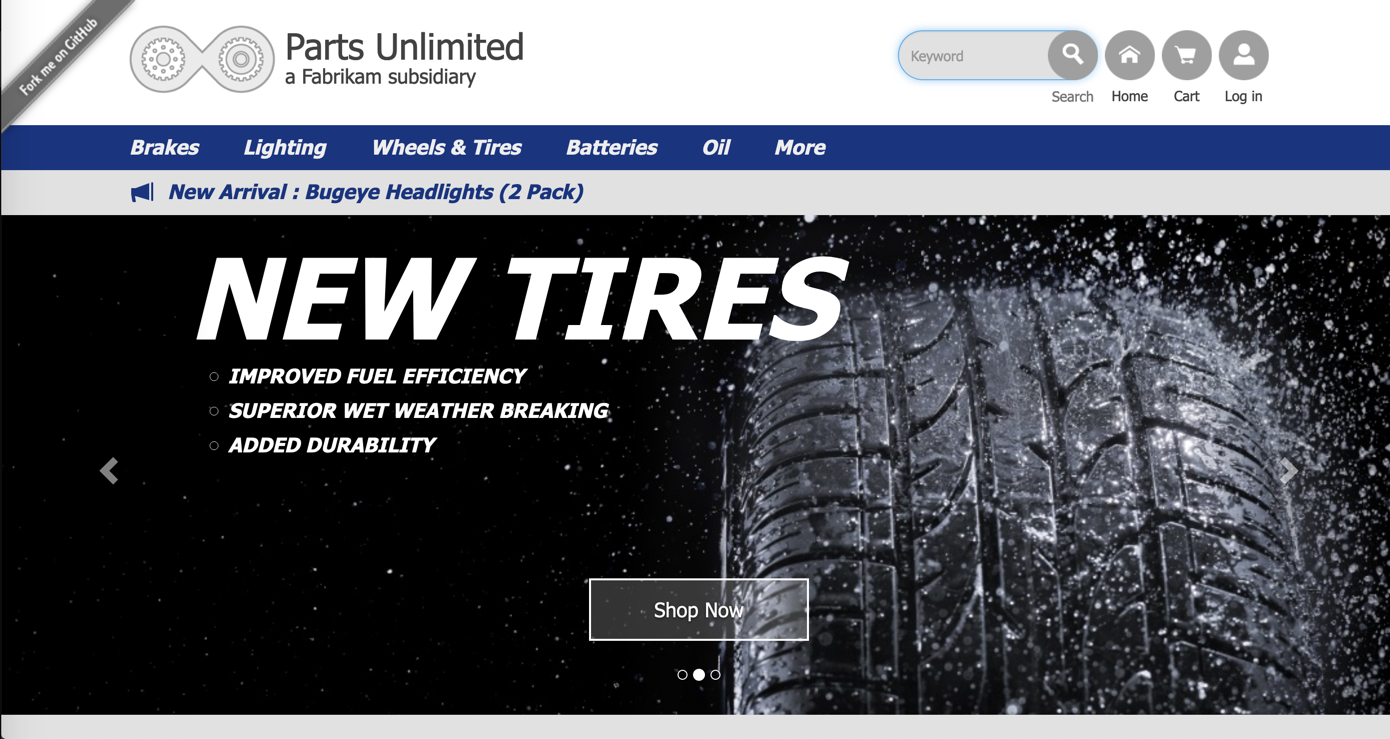 Fork me on GitHub
Parts Unlimited
a Fabrikam subsidiary
Keyword
Search
Home
Cart
Log in
Brakes Lighting Wheels & Tires Batteries Oil More
New Arrival : Bugeye Headlights (2 Pack)
NEW TIRES
IMPROVED FUEL EFFICIENCY
SUPERIOR WET WEATHER BREAKING
ADDED DURABILITY
Shop Now